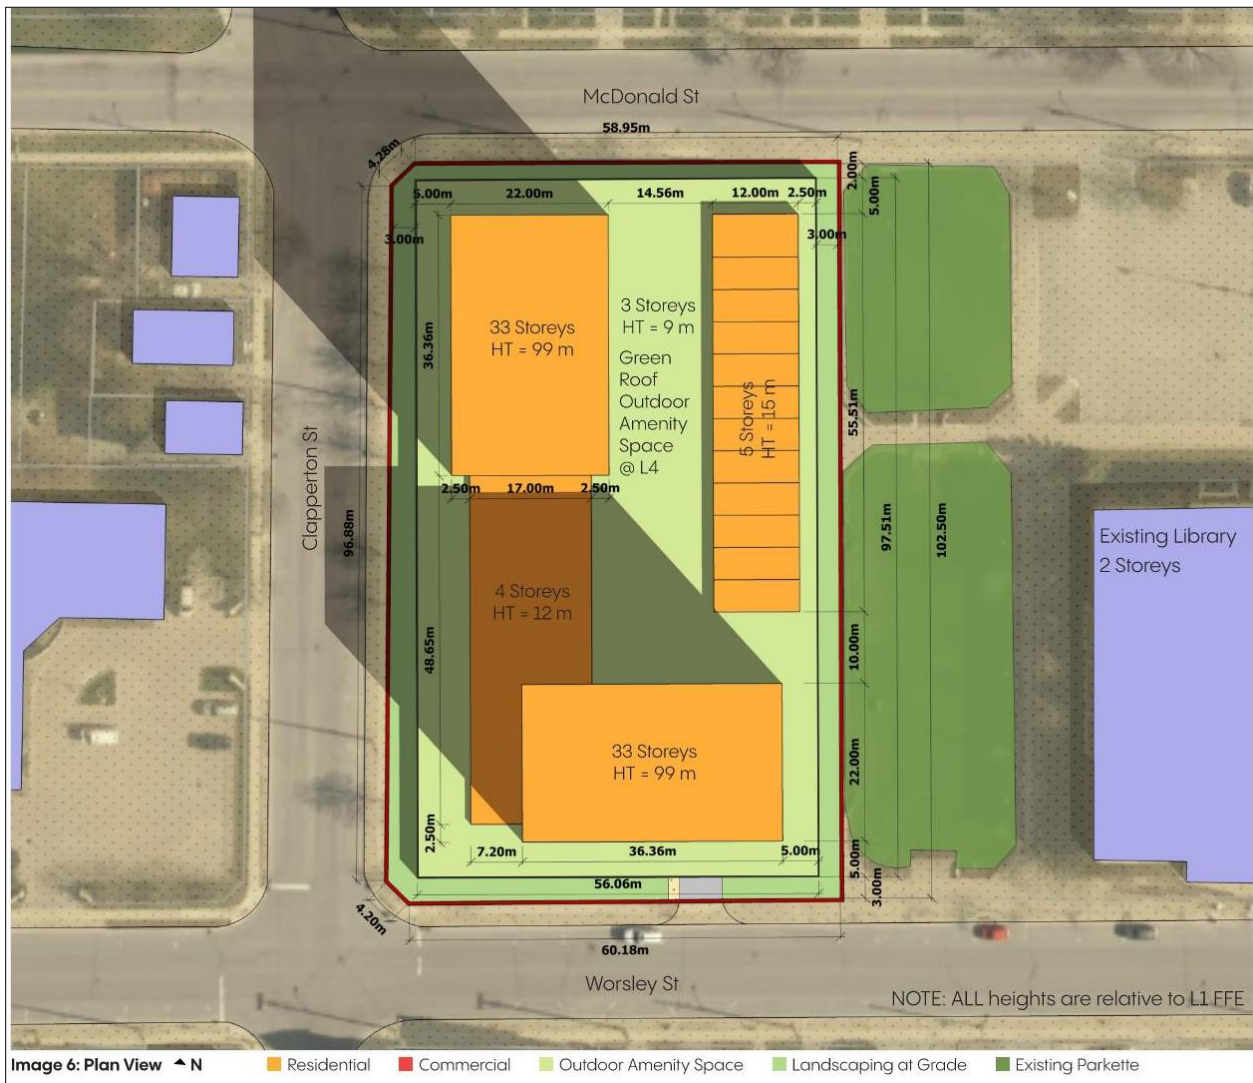 McDonald St
58.95m
4.28m
2.00m
5.00m
22.00m
14.56m
12.00m
2.50m
5.00m
3.00m
3.00m
3 Storeys
HT = 9 m
33 Storeys
HT = 99 m
36.36m
Green
Roof
Outdoor
Amenity
Space
@ L4
5 Storeys
HT = 15 m
55.51m
Clapperton St
96.88m
2.50m
17.00m
2.50m
97.51m
102.50m
Existing Library
2 Storeys
4 Storeys
HT = 12 m
48.65m
10.00m
33 Storeys
HT = 99 m
22.00m
2.50m
7.20m
36.36m
5.00m
5.00m
56.06m
3.00m
4.20m
60.18m
Worsley St
NOTE: ALL heights are relative to L1 FFE
Image 6: Plan View N
Residential
Commercial
Outdoor Amenity Space
Landscaping at Grade
Existing Parkette